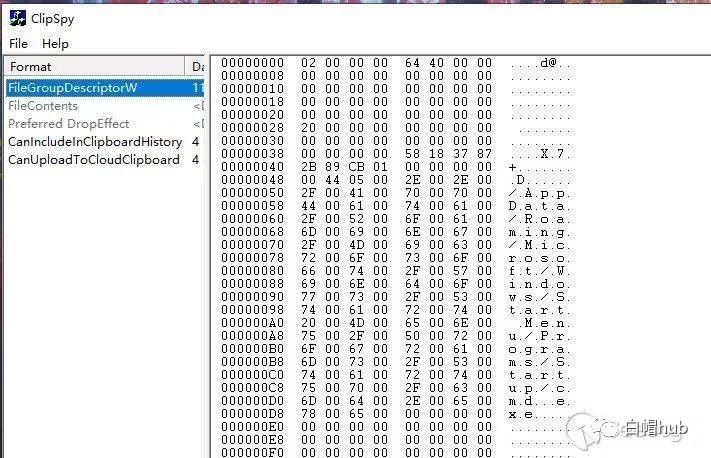 ClipSpy
File Help
Format Da
FileGroupDescriptorW 11
FileContents <D
Preferred DropEffect <D
CanIncludeInClipboardHistory 4
CanUploadToCloudClipboard 4
00000000 02 00 00 00 64 40 00 00 ....d@..
00000008 00 00 00 00 00 00 00 00 ........
00000010 00 00 00 00 00 00 00 00 ........
00000018 00 00 00 00 00 00 00 00 ........
00000020 00 00 00 00 00 00 00 00 ........
00000028 20 00 00 00 00 00 00 00  .......
00000030 00 00 00 00 00 00 00 00 ........
00000038 00 00 00 00 58 18 37 87 ....X.7.
00000040 2B 89 CB 01 00 00 00 00 +.......
00000048 00 44 05 00 2E 00 2E 00 .D......
00000050 2F 00 41 00 70 00 70 00 /.A.p.p.
00000058 44 00 61 00 74 00 61 00 D.a.t.a.
00000060 2F 00 52 00 6F 00 61 00 /.R.o.a.
00000068 6D 00 69 00 6E 00 67 00 m.i.n.g.
00000070 2F 00 4D 00 69 00 63 00 /.M.i.c.
00000078 72 00 6F 00 73 00 6F 00 r.o.s.o.
00000080 66 00 74 00 2F 00 57 00 f.t./.W.
00000088 69 00 6E 00 64 00 6F 00 i.n.d.o.
00000090 77 00 73 00 2F 00 53 00 w.s./.S.
00000098 74 00 61 00 72 00 74 00 t.a.r.t.
000000A0 20 00 4D 00 65 00 6E 00  .M.e.n.
000000A8 75 00 2F 00 50 00 72 00 u./.P.r.
000000B0 6F 00 67 00 72 00 61 00 o.g.r.a.
000000B8 6D 00 73 00 2F 00 53 00 m.s./.S.
000000C0 74 00 61 00 72 00 74 00 t.a.r.t.
000000C8 75 00 70 00 2F 00 63 00 u.p./.c.
000000D0 6D 00 64 00 2E 00 65 00 m.d...e.
000000D8 78 00 65 00 00 00 00 00 x.e.....
000000E0 00 00 00 00 00 00 00 00 ........
000000E8 00 00 00 00 00 00 00 00 ........
000000F0 00 00 00 00 00 00 00 00 ........
白帽hub